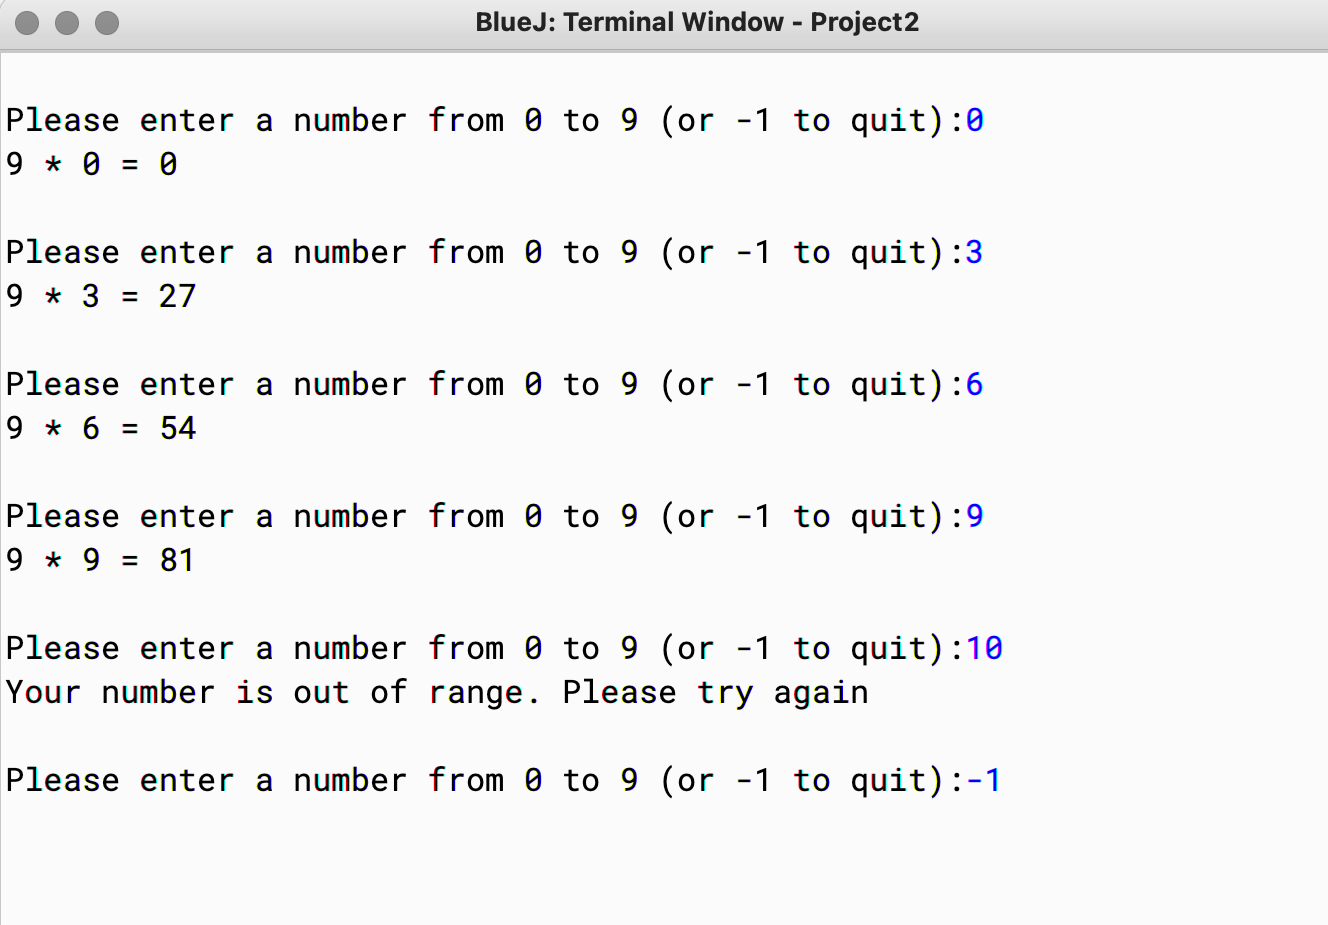 BlueJ: Terminal Window - Project2
Please enter a number from 0 to 9 (or -1 to quit):0
9 * 0 = 0
Please enter a number from 0 to 9 (or -1 to quit):3
9 * 3 = 27
Please enter a number from 0 to 9 (or -1 to quit):6
9 * 6 = 54
Please enter a number from 0 to 9 (or -1 to quit):9
9 * 9 = 81
Please enter a number from 0 to 9 (or -1 to quit):10
Your number is out of range. Please try again
Please enter a number from 0 to 9 (or -1 to quit):-1